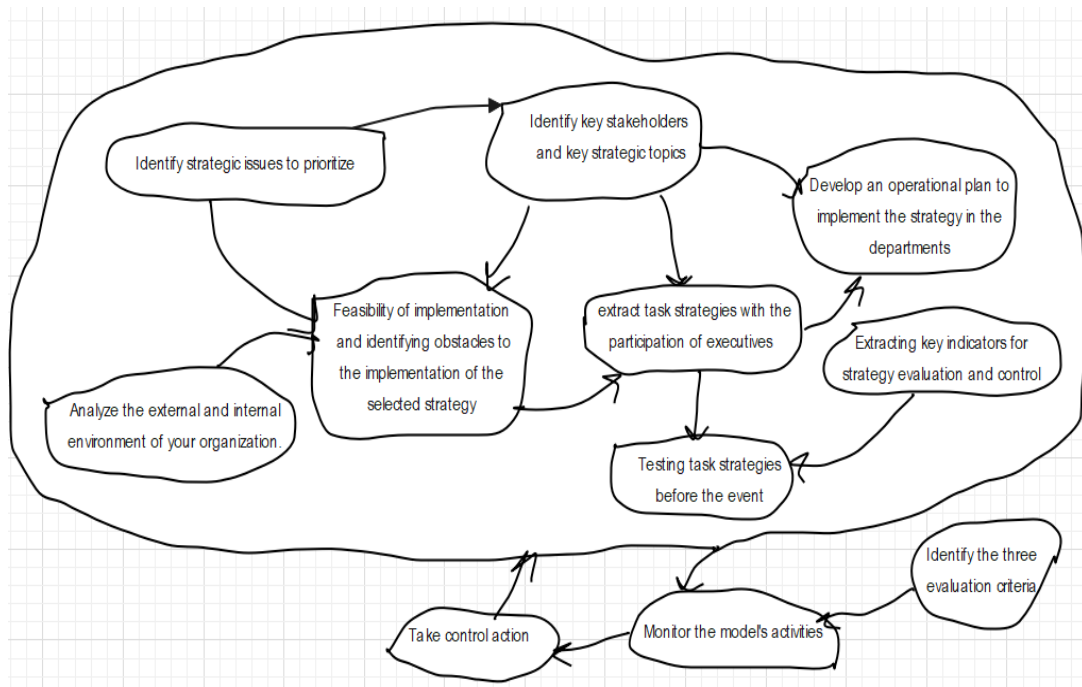 Identify strategic issues to prioritize
Identify key stakeholders
and key strategic topics
Develop an operational plan to
implement the strategy in the
departments
Feasibility of implementation
and identifying obstacles to
the implementation of the
selected strategy
extract task strategies with the
participation of executives
Extracting key indicators for
strategy evaluation and control
Analyze the external and internal
environment of your organization.
Testing task strategies
before the event
Identify the three
evaluation criteria
Monitor the model's activities
Take control action